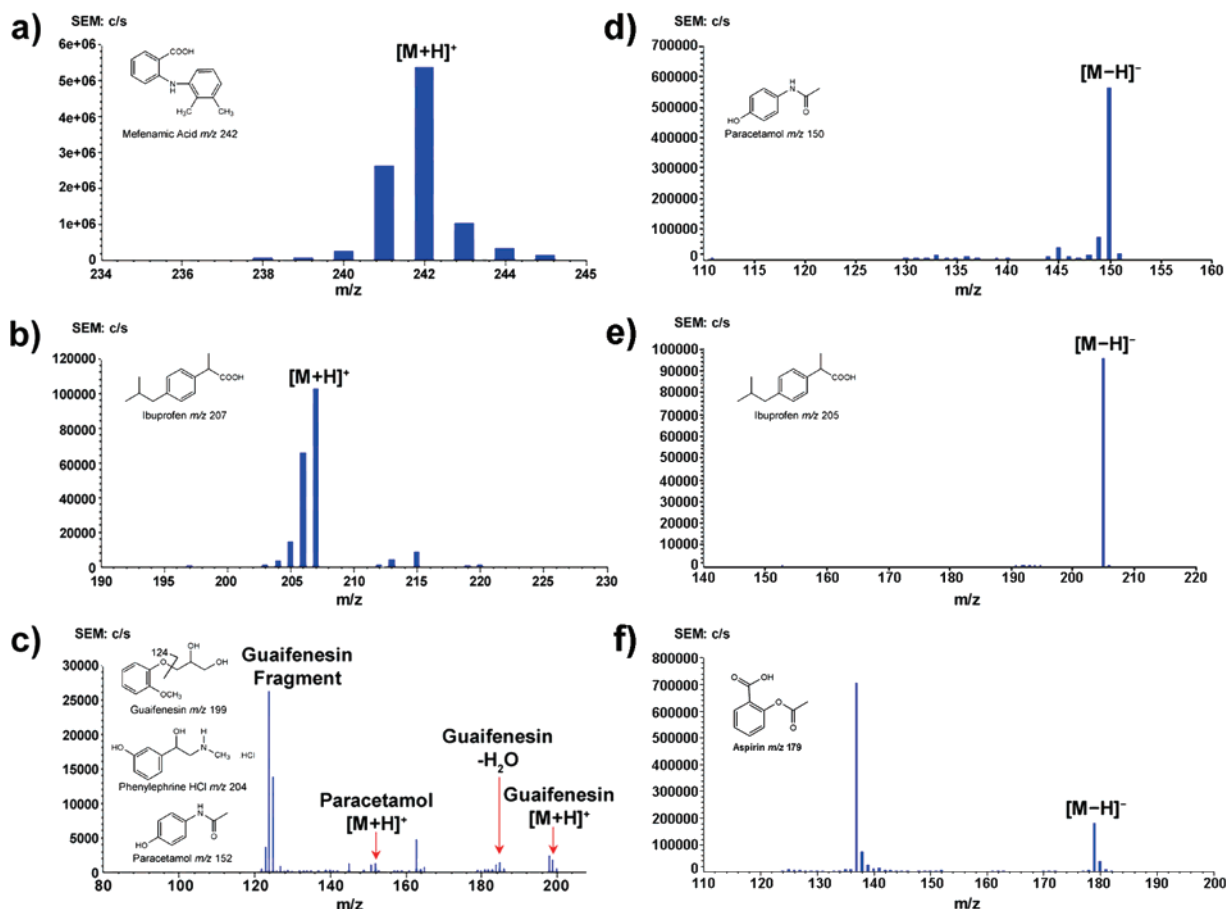 a)
SEM: c/s
6e+06
5e+06
4e+06
3e+06
2e+06
1e+06
0
COOH
N
H
H₃C
CH₃
Mefenamic Acid m/z 242
[M+H]⁺
234
236
238
240
242
244
245
m/z
b)
SEM: c/s
120000
100000
80000
60000
40000
20000
0
COOH
Ibuprofen m/z 207
[M+H]⁺
190
195
200
205
210
215
220
225
230
m/z
c)
SEM: c/s
30000
25000
20000
15000
10000
5000
0
124
OH
O
OH
OCH₃
Guaifenesin m/z 199
OH
H
HO
N
CH₃
HCl
Phenylephrine HCl m/z 204
H
N
O
HO
Paracetamol m/z 152
Guaifenesin
Fragment
Paracetamol
[M+H]⁺
Guaifenesin
-H₂O
Guaifenesin
[M+H]⁺
80
100
120
140
160
180
200
m/z
d)
SEM: c/s
700000
600000
500000
400000
300000
200000
100000
0
H
N
O
HO
Paracetamol m/z 150
[M−H]⁻
110
115
120
125
130
135
140
145
150
155
160
m/z
e)
SEM: c/s
100000
90000
80000
70000
60000
50000
40000
30000
20000
10000
0
COOH
Ibuprofen m/z 205
[M−H]⁻
140
150
160
170
180
190
200
210
220
m/z
f)
SEM: c/s
800000
700000
600000
500000
400000
300000
200000
100000
0
O
OH
O
O
Aspirin m/z 179
[M−H]⁻
110
120
130
140
150
160
170
180
190
200
m/z